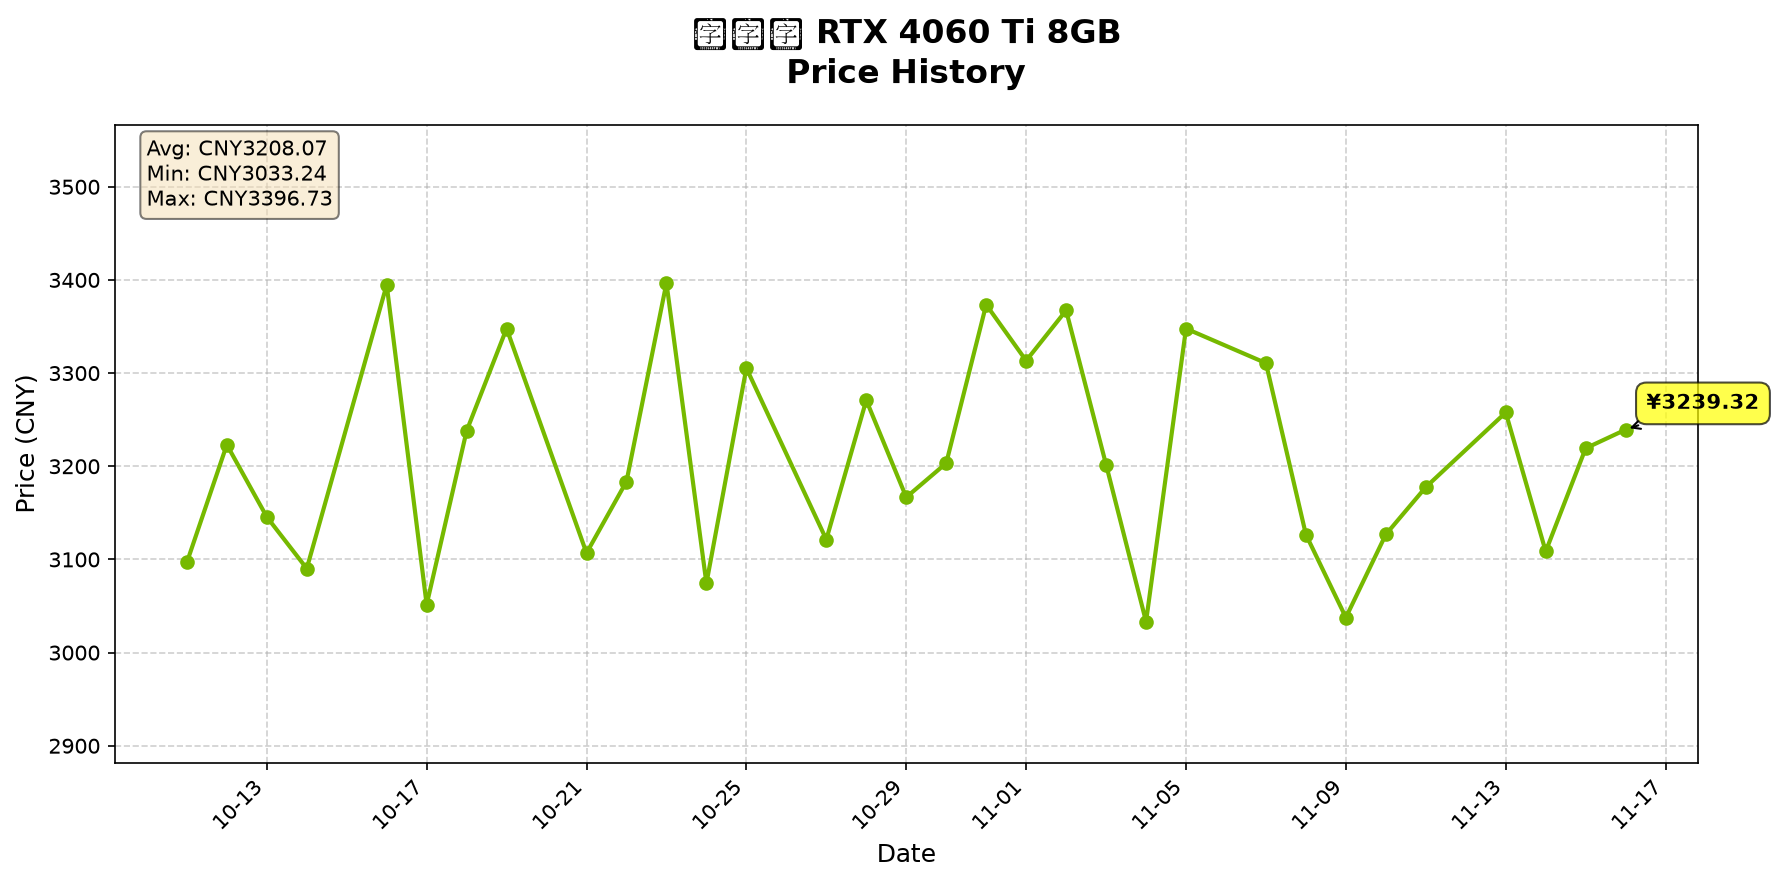 RTX 4060 Ti 8GB
Price History
Avg: CNY3208.07
Min: CNY3033.24
Max: CNY3396.73
3500
3400
3300
3200
3100
3000
2900
Price (CNY)
¥3239.32
10-13
10-17
10-21
10-25
10-29
11-01
11-05
11-09
11-13
11-17
Date